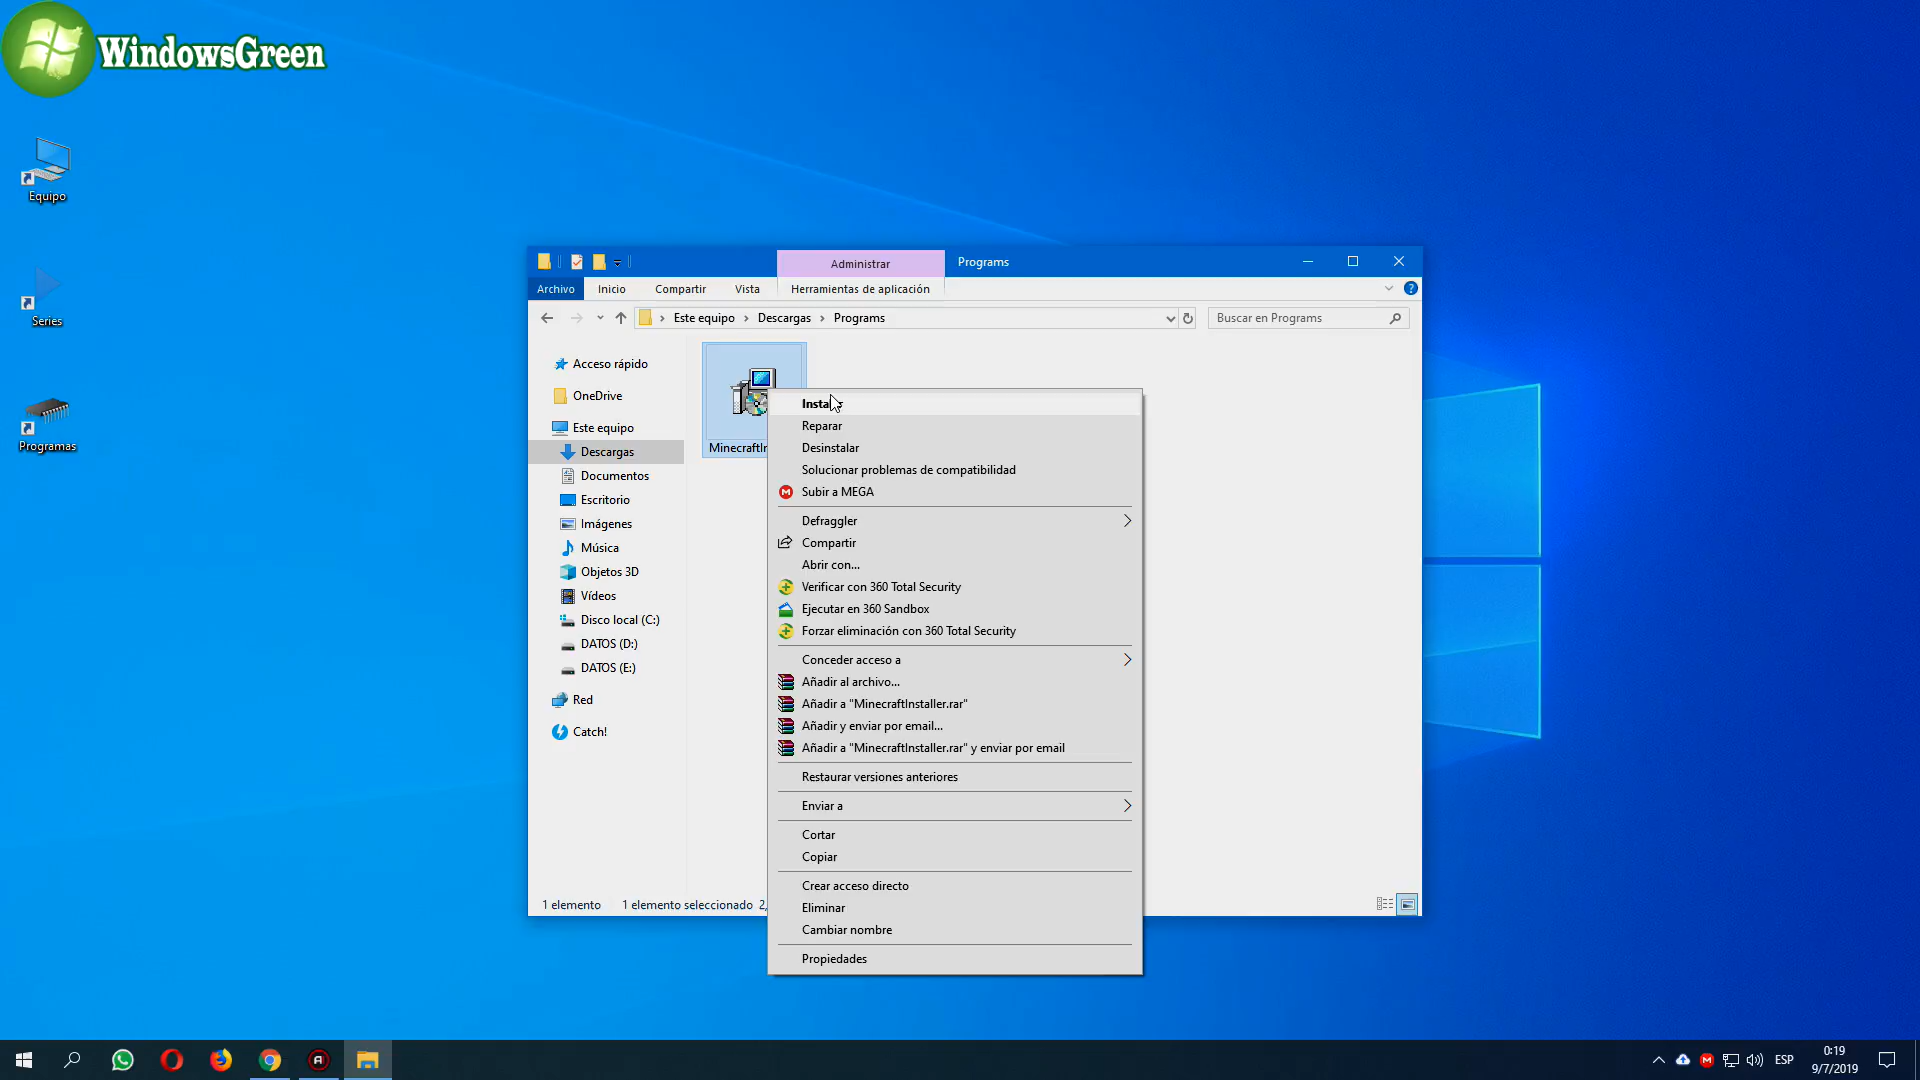 WindowsGreen
Equipo
Series
Programas
Administrar
Programs
Archivo
Inicio
Compartir
Vista
Herramientas de aplicación
Este equipo
Descargas
Programs
Buscar en Programs
Acceso rápido
OneDrive
Este equipo
Descargas
Documentos
Escritorio
Imágenes
Música
Objetos 3D
Vídeos
Disco local (C:)
DATOS (D:)
DATOS (E:)
Red
Catch!
MinecraftIn
Reparar
Desinstalar
Solucionar problemas de compatibilidad
Subir a MEGA
Defraggler
Compartir
Abrir con...
Verificar con 360 Total Security
Ejecutar en 360 Sandbox
Forzar eliminación con 360 Total Security
Conceder acceso a
Añadir al archivo...
Añadir a "MinecraftInstaller.rar"
Añadir y enviar por email...
Añadir a "MinecraftInstaller.rar" y enviar por email
Restaurar versiones anteriores
Enviar a
Cortar
Copiar
Crear acceso directo
Eliminar
Cambiar nombre
Propiedades
1 elemento
1 elemento seleccionado 2,
ESP
0:19
9/7/2019